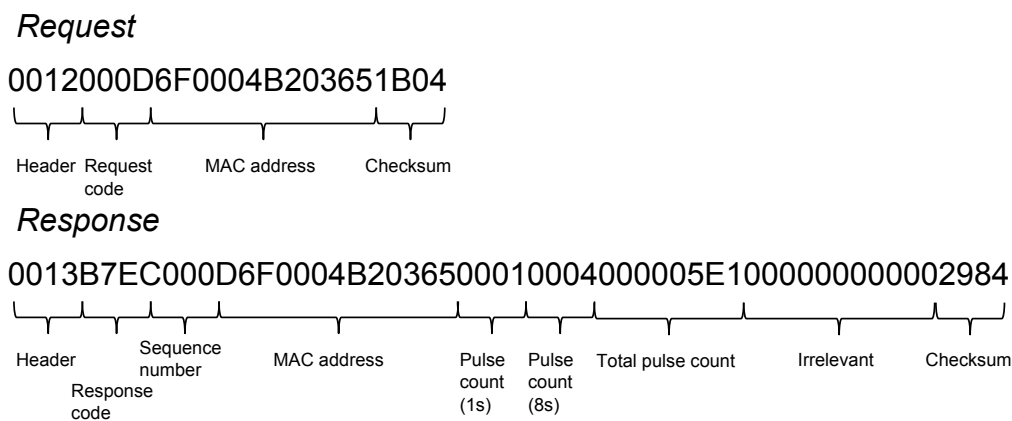 Request
0012000D6F0004B203651B04
Header Request code MAC address Checksum
Response
0013B7EC000D6F0004B2036500010004000005E1000000000002984
Header Response code Sequence number MAC address Pulse count (1s) Pulse count (8s) Total pulse count Irrelevant Checksum